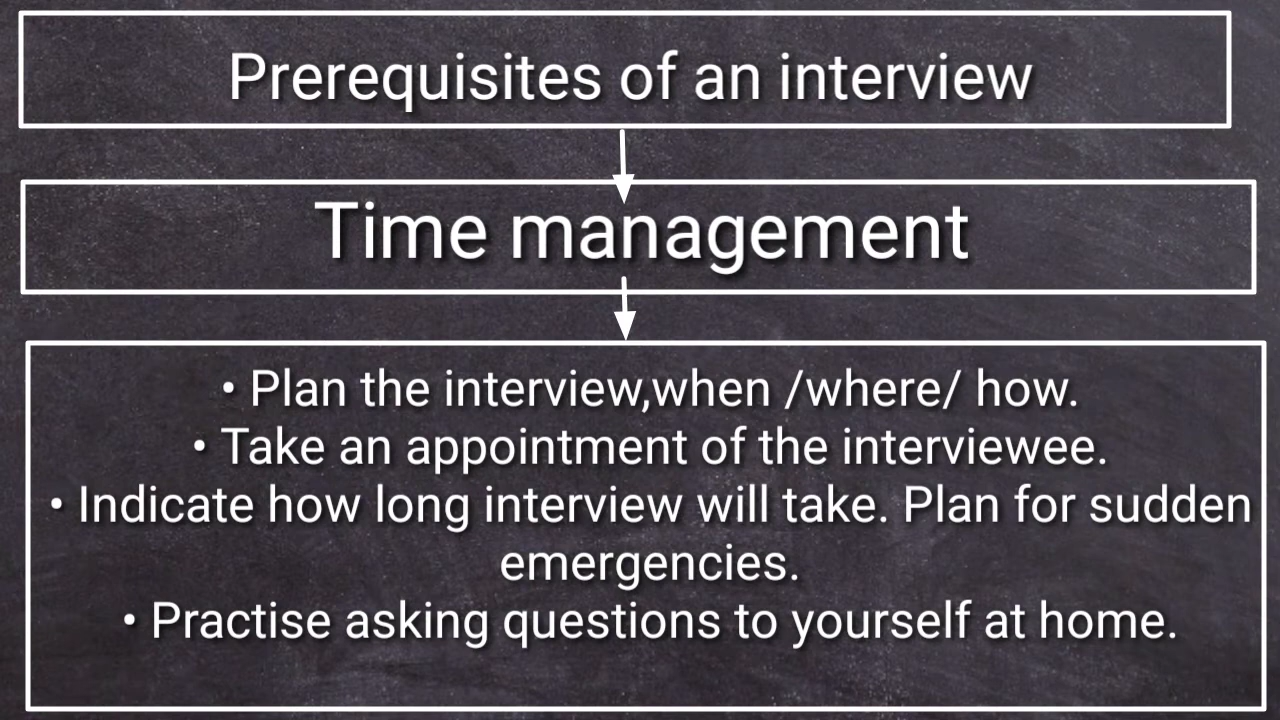 Prerequisites of an interview
Time management
• Plan the interview,when /where/ how.
• Take an appointment of the interviewee.
• Indicate how long interview will take. Plan for sudden
emergencies.
• Practise asking questions to yourself at home.